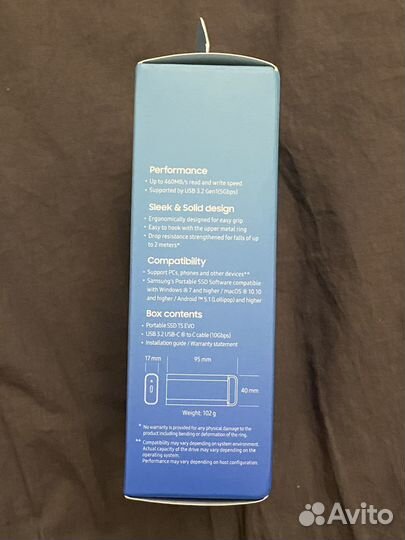 Performance
• Up to 460MB/s read and write speed
• Supported by USB 3.2 Gen1(5Gbps)
Sleek & Solid design
• Ergonomically designed for easy grip
• Easy to hook with the upper metal ring
• Drop resistance strengthened for falls of up
to 2 meters*
Compatibility
• Support PCs, phones and other devices**
• Samsung's Portable SSD Software compatible
with Windows ® 7 and higher / macOS ® 10.10
and higher / Android ™ 5.1 (Lollipop) and higher
Box contents
• Portable SSD T5 EVO
• USB 3.2 USB-C ® to C cable (10Gbps)
• Installation guide / Warranty statement
17 mm
95 mm
40 mm
Weight: 102 g
* No warranty is provided for any physical damage to the
product including bending or deformation of the ring.
** Compatibility may vary depending on system environment.
Actual capacity of the drive may vary depending on the
operating system.
Performance may vary depending on host configuration.
Avito